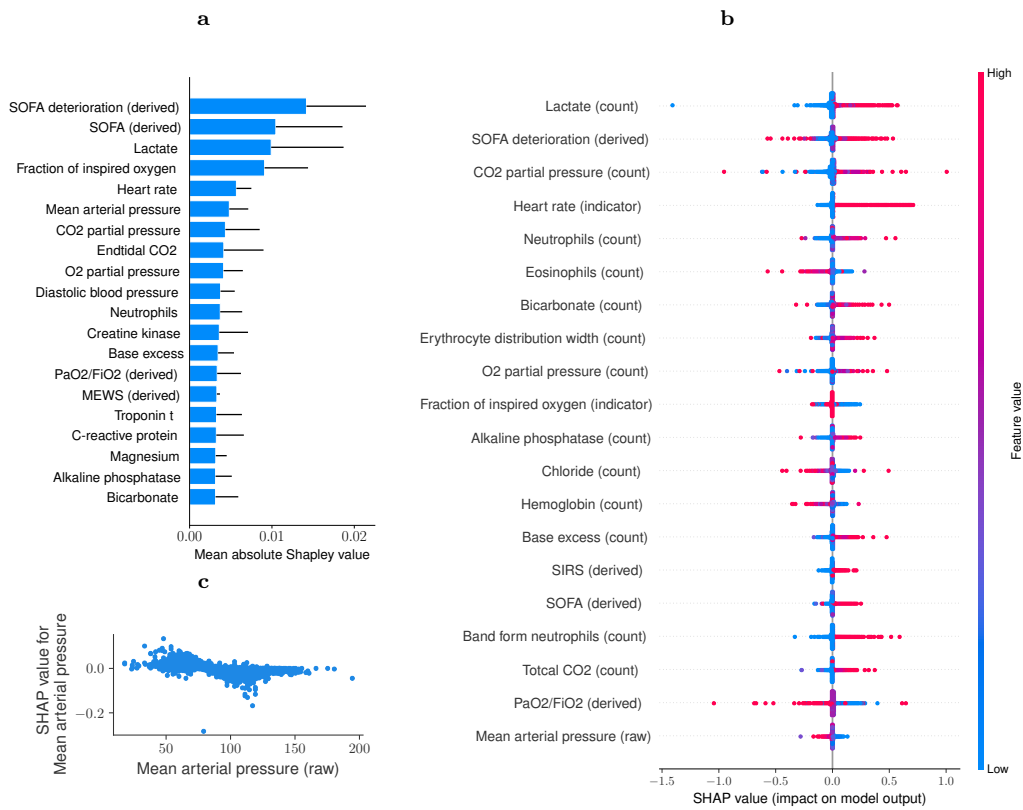 a
SOFA deterioration (derived)
SOFA (derived)
Lactate
Fraction of inspired oxygen
Heart rate
Mean arterial pressure
CO2 partial pressure
Endtidal CO2
O2 partial pressure
Diastolic blood pressure
Neutrophils
Creatine kinase
Base excess
PaO2/FiO2 (derived)
MEWS (derived)
Troponin t
C-reactive protein
Magnesium
Alkaline phosphatase
Bicarbonate
0.00 0.01 0.02
Mean absolute Shapley value
b
Lactate (count)
SOFA deterioration (derived)
CO2 partial pressure (count)
Heart rate (indicator)
Neutrophils (count)
Eosinophils (count)
Bicarbonate (count)
Erythrocyte distribution width (count)
O2 partial pressure (count)
Fraction of inspired oxygen (indicator)
Alkaline phosphatase (count)
Chloride (count)
Hemoglobin (count)
Base excess (count)
SIRS (derived)
SOFA (derived)
Band form neutrophils (count)
Totcal CO2 (count)
PaO2/FiO2 (derived)
Mean arterial pressure (raw)
−1.5 −1.0 −0.5 0.0 0.5 1.0
SHAP value (impact on model output)
High
Feature value
Low
c
SHAP value for
Mean arterial pressure
0.0
−0.2
50 100 150 200
Mean arterial pressure (raw)